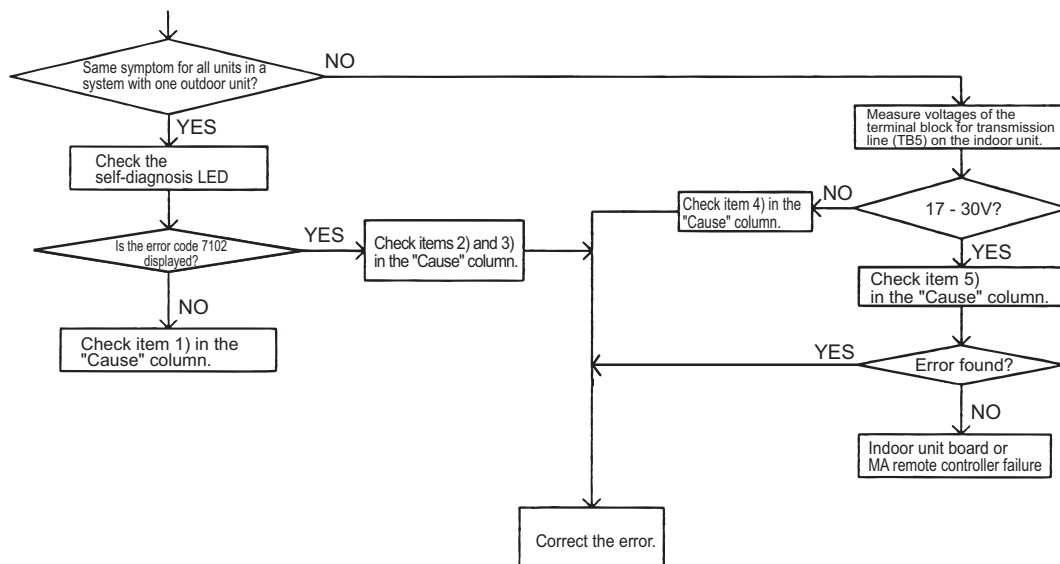 Same symptom for all units in a
system with one outdoor unit?
NO
YES
Measure voltages of the
terminal block for transmission
line (TB5) on the indoor unit.
Check the
self-diagnosis LED
Check item 4) in the
"Cause" column.
NO
17 - 30V?
YES
Is the error code 7102
displayed?
YES
Check items 2) and 3)
in the "Cause" column.
NO
Check item 5)
in the "Cause" column.
Check item 1) in the
"Cause" column.
YES
Error found?
NO
Indoor unit board or
MA remote controller failure
Correct the error.